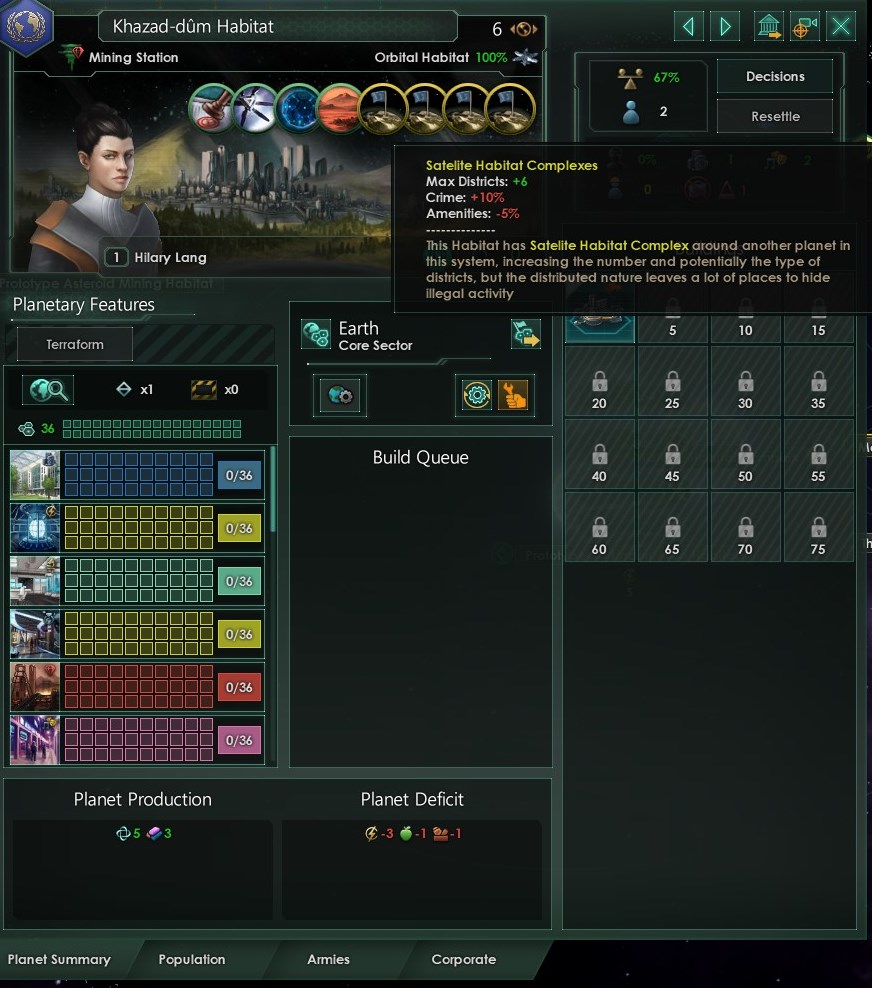 Khazad-dûm Habitat
6
Mining Station
Orbital Habitat 100%
67%
Decisions
2
Resettle
0% 1 2
0 1
Satelite Habitat Complexes
Max Districts: +6
Crime: +10%
Amenities: -5%
--------------
This Habitat has Satelite Habitat Complex around another planet in
this system, increasing the number and potentially the type of
districts, but the distributed nature leaves a lot of places to hide
illegal activity
1 Hilary Lang
Prototype Asteroid Mining Habitat
Planetary Features
Terraform
x1 x0
36
0/36
0/36
0/36
0/36
0/36
0/36
Earth
Core Sector
Build Queue
5 10 15
20 25 30 35
40 45 50 55
60 65 70 75
Planet Production
5 3
Planet Deficit
-3 -1 -1
Planet Summary
Population
Armies
Corporate